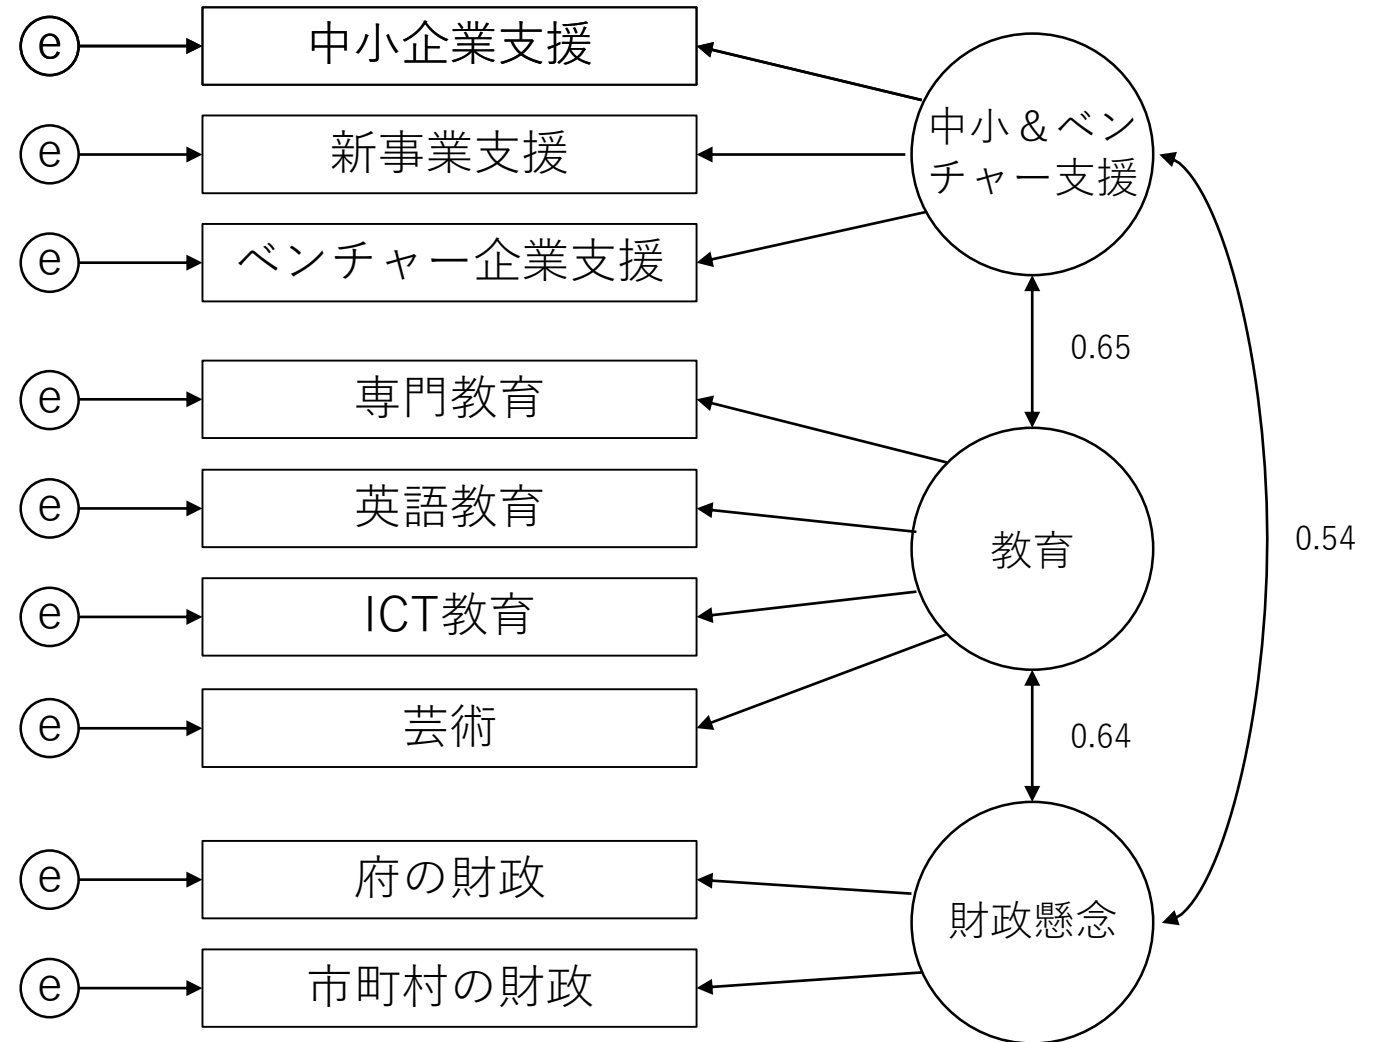 e
中小企業支援
e
新事業支援
e
ベンチャー企業支援
中小＆ベン
チャー支援
0.65
e
専門教育
e
英語教育
e
ICT教育
e
芸術
教育
0.54
0.64
e
府の財政
e
市町村の財政
財政懸念